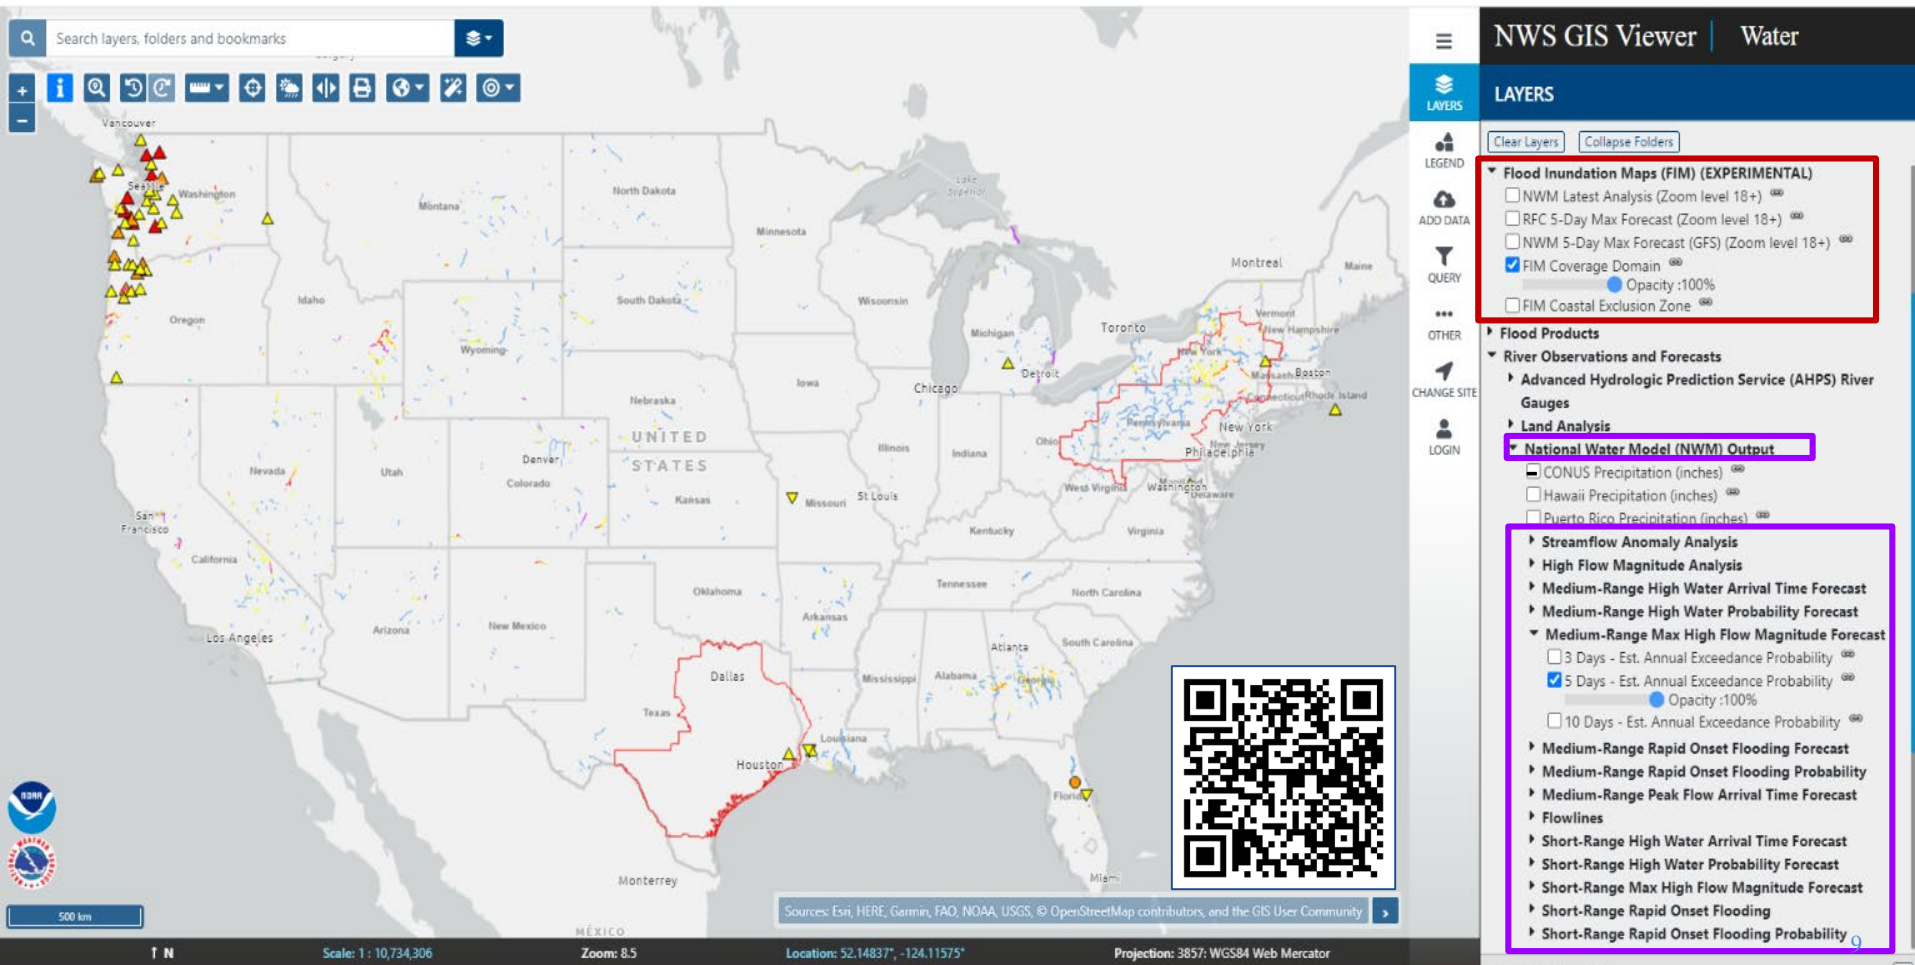 Search layers, folders and bookmarks
NWS GIS Viewer | Water
LAYERS
LAYERS
LEGEND
ADD DATA
QUERY
OTHER
CHANGE SITE
LOGIN
Clear Layers
Collapse Folders
Flood Inundation Maps (FIM) (EXPERIMENTAL)
NWM Latest Analysis (Zoom level 18+)
RFC 5-Day Max Forecast (Zoom level 18+)
NWM 5-Day Max Forecast (GFS) (Zoom level 18+)
FIM Coverage Domain
Opacity :100%
FIM Coastal Exclusion Zone
Flood Products
River Observations and Forecasts
Advanced Hydrologic Prediction Service (AHPS) River
Gauges
Land Analysis
National Water Model (NWM) Output
CONUS Precipitation (inches)
Hawaii Precipitation (inches)
Puerto Rico Precipitation (inches)
Streamflow Anomaly Analysis
High Flow Magnitude Analysis
Medium-Range High Water Arrival Time Forecast
Medium-Range High Water Probability Forecast
Medium-Range Max High Flow Magnitude Forecast
3 Days - Est. Annual Exceedance Probability
5 Days - Est. Annual Exceedance Probability
Opacity :100%
10 Days - Est. Annual Exceedance Probability
Medium-Range Rapid Onset Flooding Forecast
Medium-Range Rapid Onset Flooding Probability
Medium-Range Peak Flow Arrival Time Forecast
Flowlines
Short-Range High Water Arrival Time Forecast
Short-Range High Water Probability Forecast
Short-Range Max High Flow Magnitude Forecast
Short-Range Rapid Onset Flooding
Short-Range Rapid Onset Flooding Probability
9
Vancouver
Seattle
Washington
Montana
North Dakota
Lake
Superior
Minnesota
Montreal
Maine
Idaho
Oregon
South Dakota
Wisconsin
Michigan
Toronto
Vermont
New Hampshire
New York
Wyoming
Iowa
Chicago
Detroit
Boston
Rhode Island
Nebraska
UNITED
STATES
Illinois
Indiana
Ohio
Pennsylvania
New York
New Jersey
Philadelphia
Nevada
Utah
Denver
Colorado
Kansas
Missouri
St Louis
West Virginia
Washington
Delaware
San
Francisco
California
Kentucky
Virginia
Los Angeles
Arizona
New Mexico
Oklahoma
Arkansas
Tennessee
North Carolina
Atlanta
South Carolina
Dallas
Mississippi
Alabama
Georgia
Texas
Louisiana
Houston
Florida
Miami
Monterrey
MÉXICO
NOAA
500 km
Sources: Esri, HERE, Garmin, FAO, NOAA, USGS, © OpenStreetMap contributors, and the GIS User Community
N
Scale: 1 : 10,734,306
Zoom: 8.5
Location: 52.14837°, -124.11575°
Projection: 3857: WGS84 Web Mercator